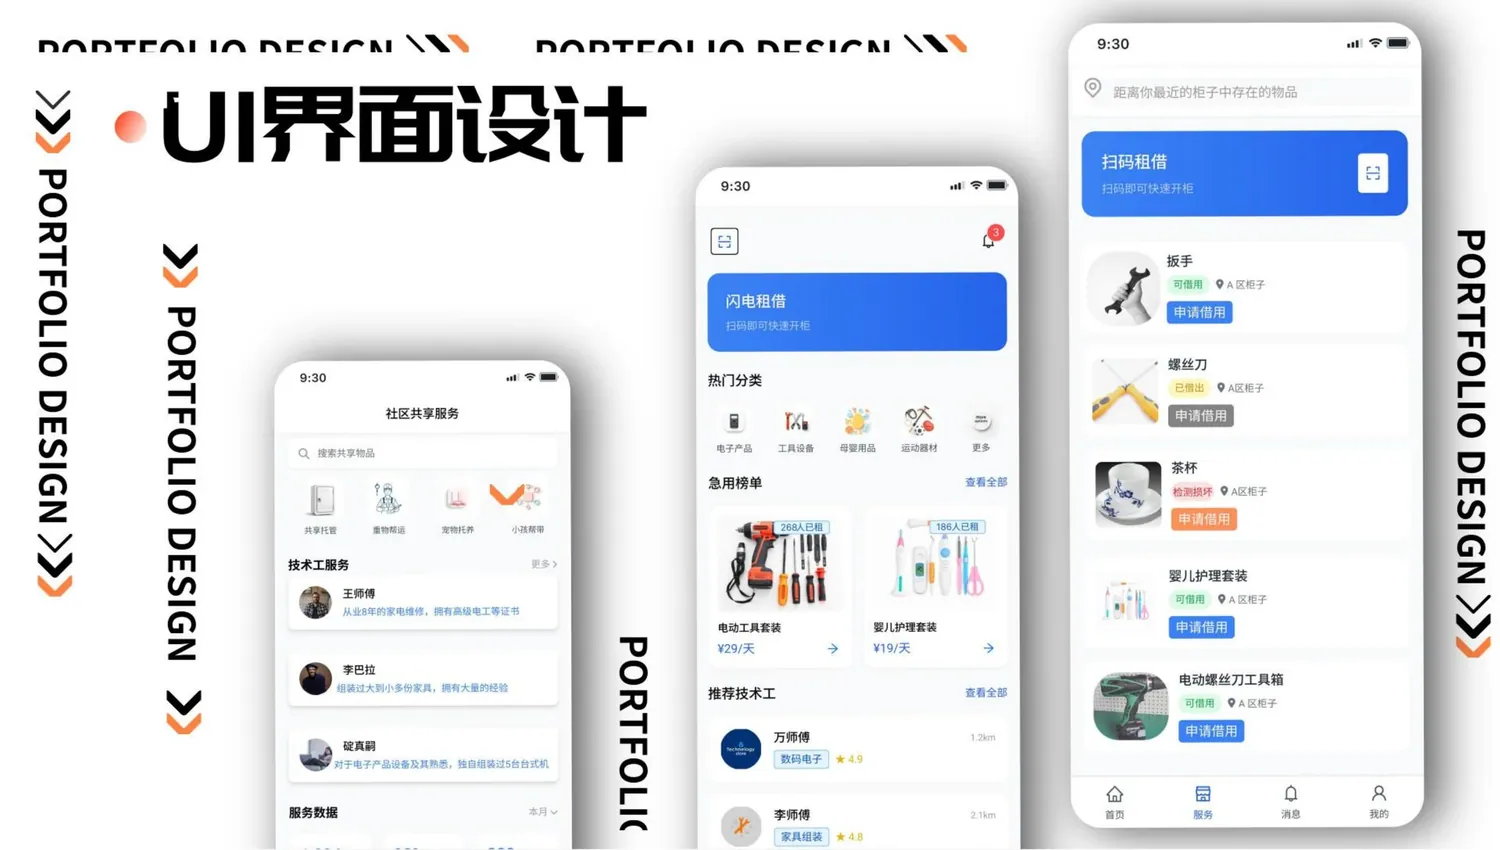 PORTFOLIO DESIGN
PORTFOLIO DESIGN
UI界面设计
PORTFOLIO DESIGN
PORTFOLIO DESIGN
9:30
社区共享服务
搜索共享物品
共享托管
重物帮运
宠物托养
小孩帮带
技术工服务
更多
王师傅
从业8年的家电维修，拥有高级电工等证书
李巴拉
组装过大到小多份家具，拥有大量的经验
碇真嗣
对于电子产品设备及其熟悉，独自组装过5台台式机
服务数据
本月
PORTFOLIO
9:30
3
闪电租借
扫码即可快速开柜
热门分类
电子产品
工具设备
母婴用品
运动器材
更多
急用榜单
查看全部
268人已租
电动工具套装
¥29/天
186人已租
婴儿护理套装
¥19/天
推荐技术工
查看全部
万师傅
1.2km
数码电子
4.9
李师傅
2.1km
家具组装
4.8
9:30
距离你最近的柜子中存在的物品
扫码租借
扫码即可快速开柜
扳手
可借用
A 区柜子
申请借用
螺丝刀
已借出
A区柜子
申请借用
茶杯
检测损坏
A区柜子
申请借用
婴儿护理套装
可借用
A 区柜子
申请借用
电动螺丝刀工具箱
可借用
A 区柜子
申请借用
首页
服务
消息
我的
PORTFOLIO DESIGN